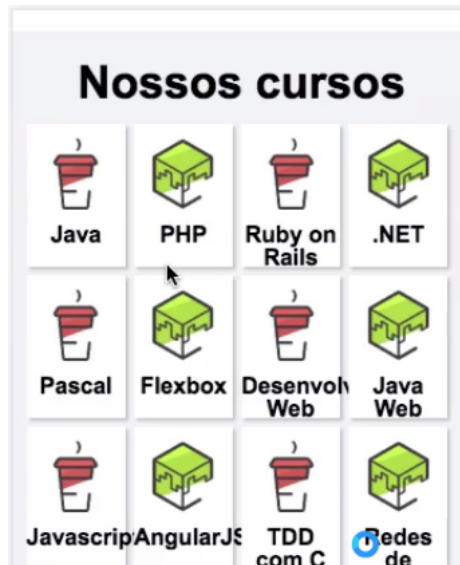 Nossos cursos
Java
PHP
Ruby on
Rails
.NET
Pascal
Flexbox
Desenvolv
Web
Java
Web
Javascrip
AngularJS
TDD
com C
Redes
de